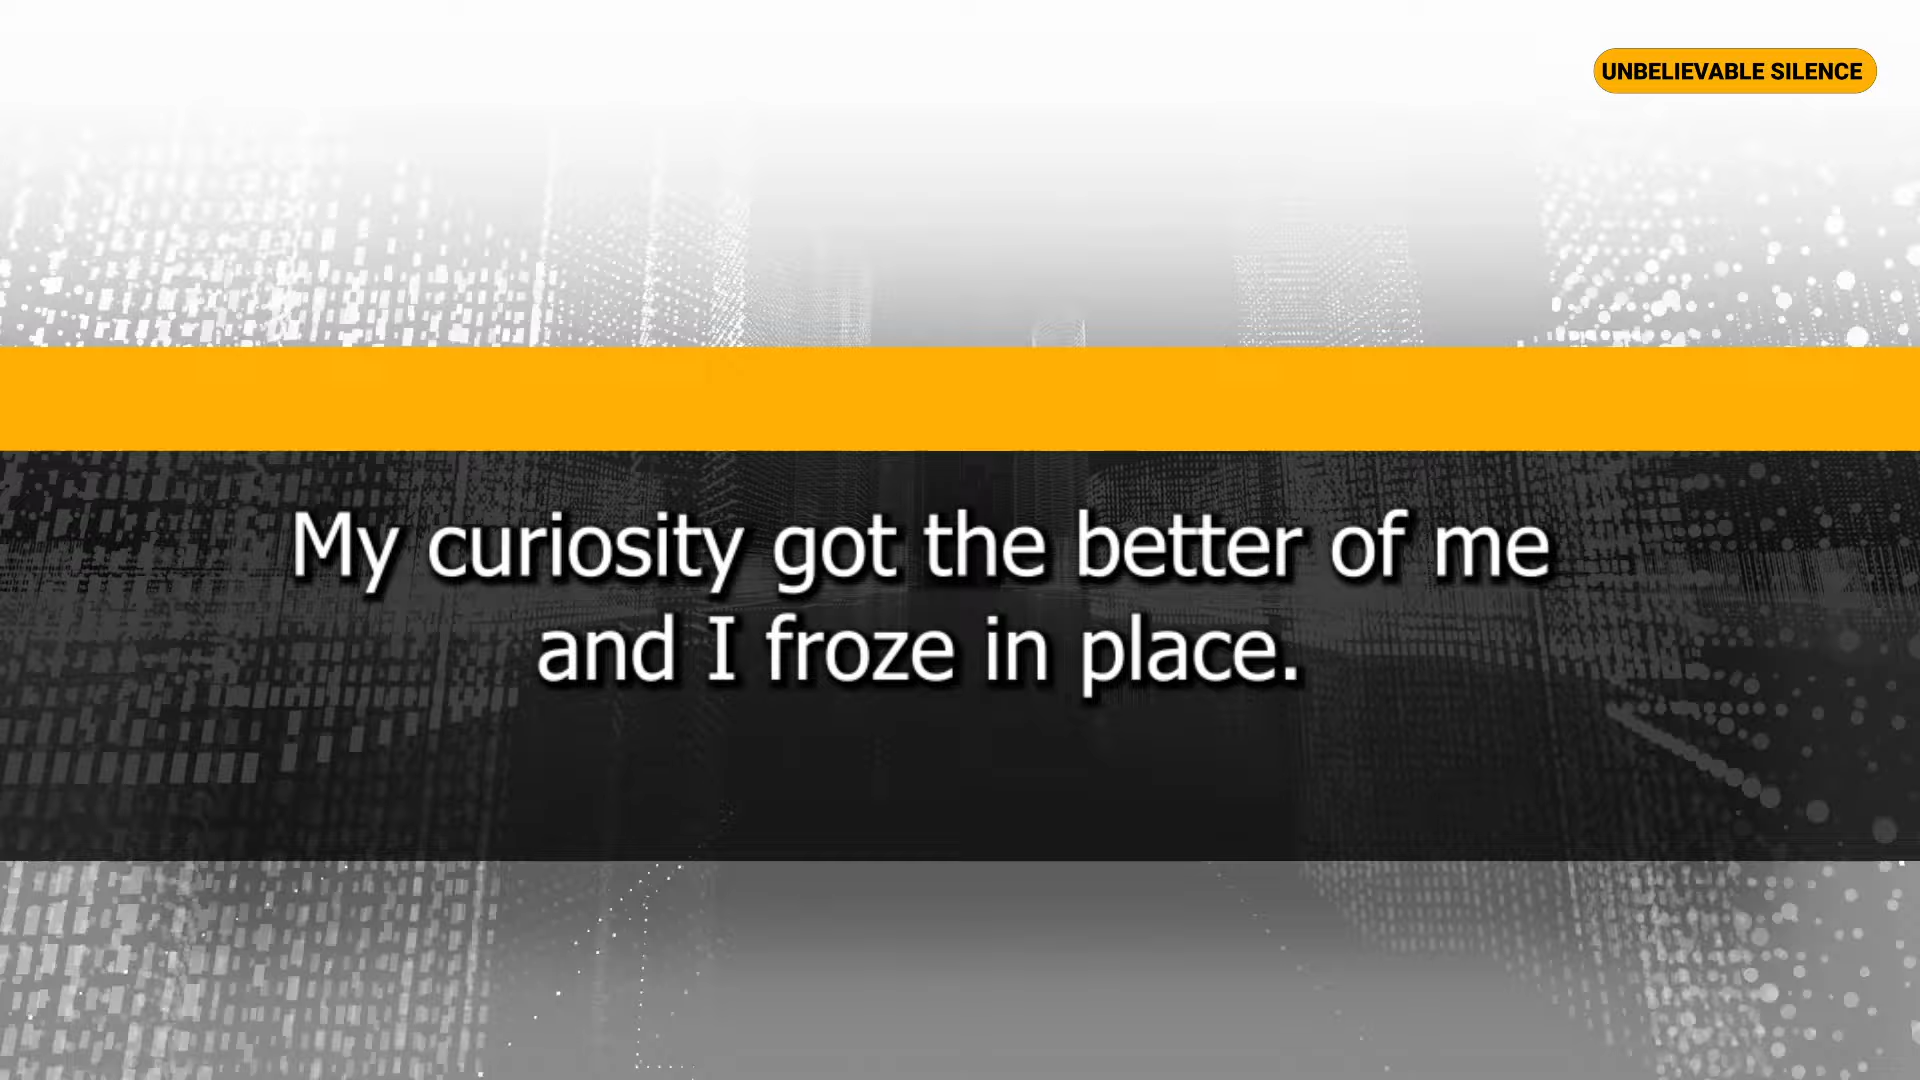 UNBELIEVABLE SILENCE
My curiosity got the better of me
and I froze in place.